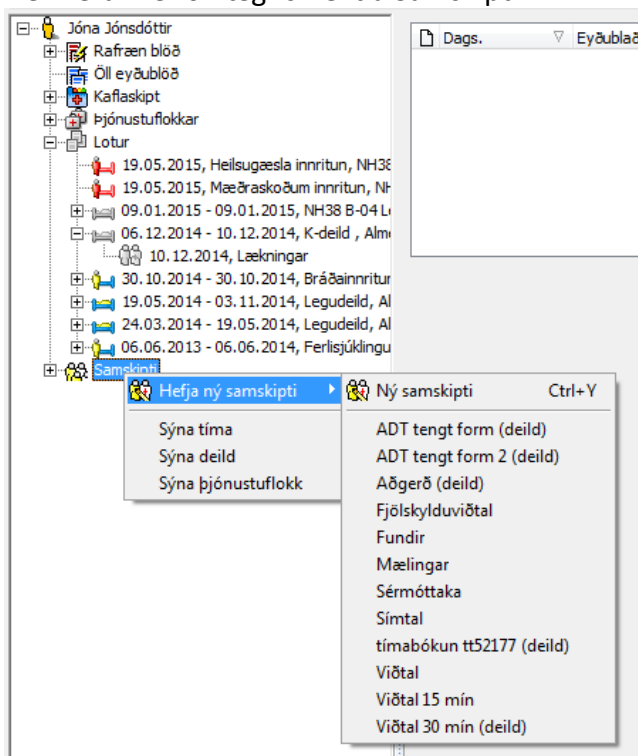 Jóna Jónsdóttir
Dags. Eyðublað
Rafræn blöð
Öll eyðublöð
Kaflaskipt
Þjónustuflokkar
Lotur
19.05.2015, Heilsugæsla innritun, NH38
19.05.2015, Mæðraskoðum innritun, NH
09.01.2015 - 09.01.2015, NH38 B-04 L
06.12.2014 - 10.12.2014, K-deild , Alm
10.12.2014, Lækningar
30.10.2014 - 30.10.2014, Bráðainnritur
19.05.2014 - 03.11.2014, Legudeild, Al
24.03.2014 - 19.05.2014, Legudeild, Al
06.06.2013 - 06.06.2014, Ferlisjúklingu
Samskipti
Hefja ný samskipti
Sýna tíma
Sýna deild
Sýna þjónustuflokk
Ný samskipti Ctrl+Y
ADT tengt form (deild)
ADT tengt form 2 (deild)
Aðgerð (deild)
Fjölskylduviðtal
Fundir
Mælingar
Sérmóttaka
Símtal
tímabókun tt52177 (deild)
Viðtal
Viðtal 15 mín
Viðtal 30 mín (deild)